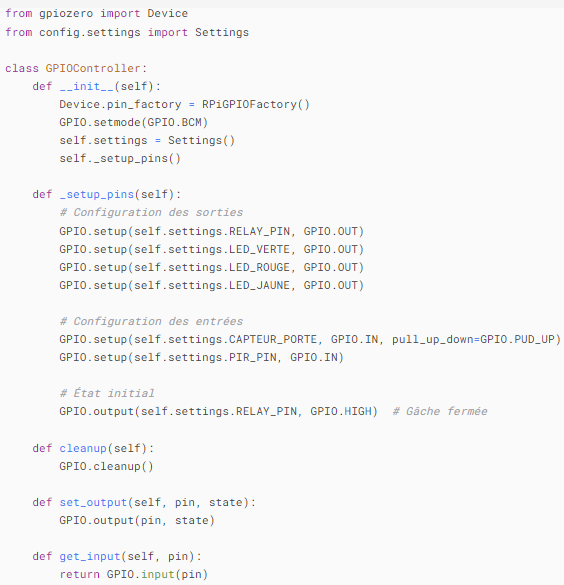 from gpiozero import Device
from config.settings import Settings

class GPIOController:
    def __init__(self):
        Device.pin_factory = RPiGPIOFactory()
        GPIO.setmode(GPIO.BCM)
        self.settings = Settings()
        self._setup_pins()

    def _setup_pins(self):
        # Configuration des sorties
        GPIO.setup(self.settings.RELAY_PIN, GPIO.OUT)
        GPIO.setup(self.settings.LED_VERTE, GPIO.OUT)
        GPIO.setup(self.settings.LED_ROUGE, GPIO.OUT)
        GPIO.setup(self.settings.LED_JAUNE, GPIO.OUT)

        # Configuration des entrées
        GPIO.setup(self.settings.CAPTEUR_PORTE, GPIO.IN, pull_up_down=GPIO.PUD_UP)
        GPIO.setup(self.settings.PIR_PIN, GPIO.IN)

        # État initial
        GPIO.output(self.settings.RELAY_PIN, GPIO.HIGH)  # Gâche fermée

    def cleanup(self):
        GPIO.cleanup()

    def set_output(self, pin, state):
        GPIO.output(pin, state)

    def get_input(self, pin):
        return GPIO.input(pin)